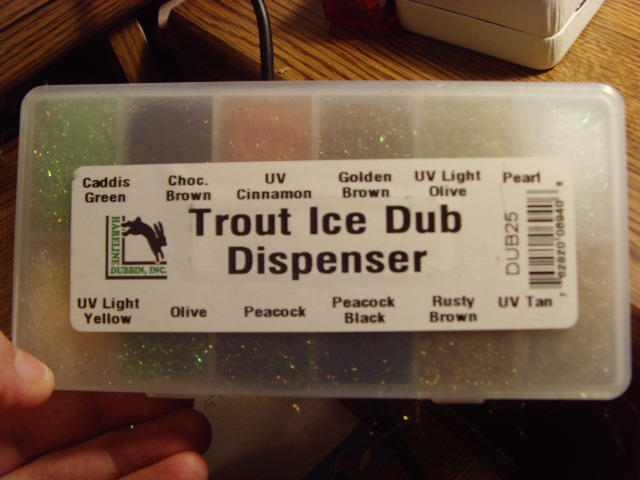 Caddis Green
Choc. Brown
UV Cinnamon
Golden Brown
UV Light Olive
Pearl
HARELINE
DUBBIN, INC.
Trout Ice Dub
Dispenser
DUB25
UV Light Yellow
Olive
Peacock
Peacock Black
Rusty Brown
UV Tan